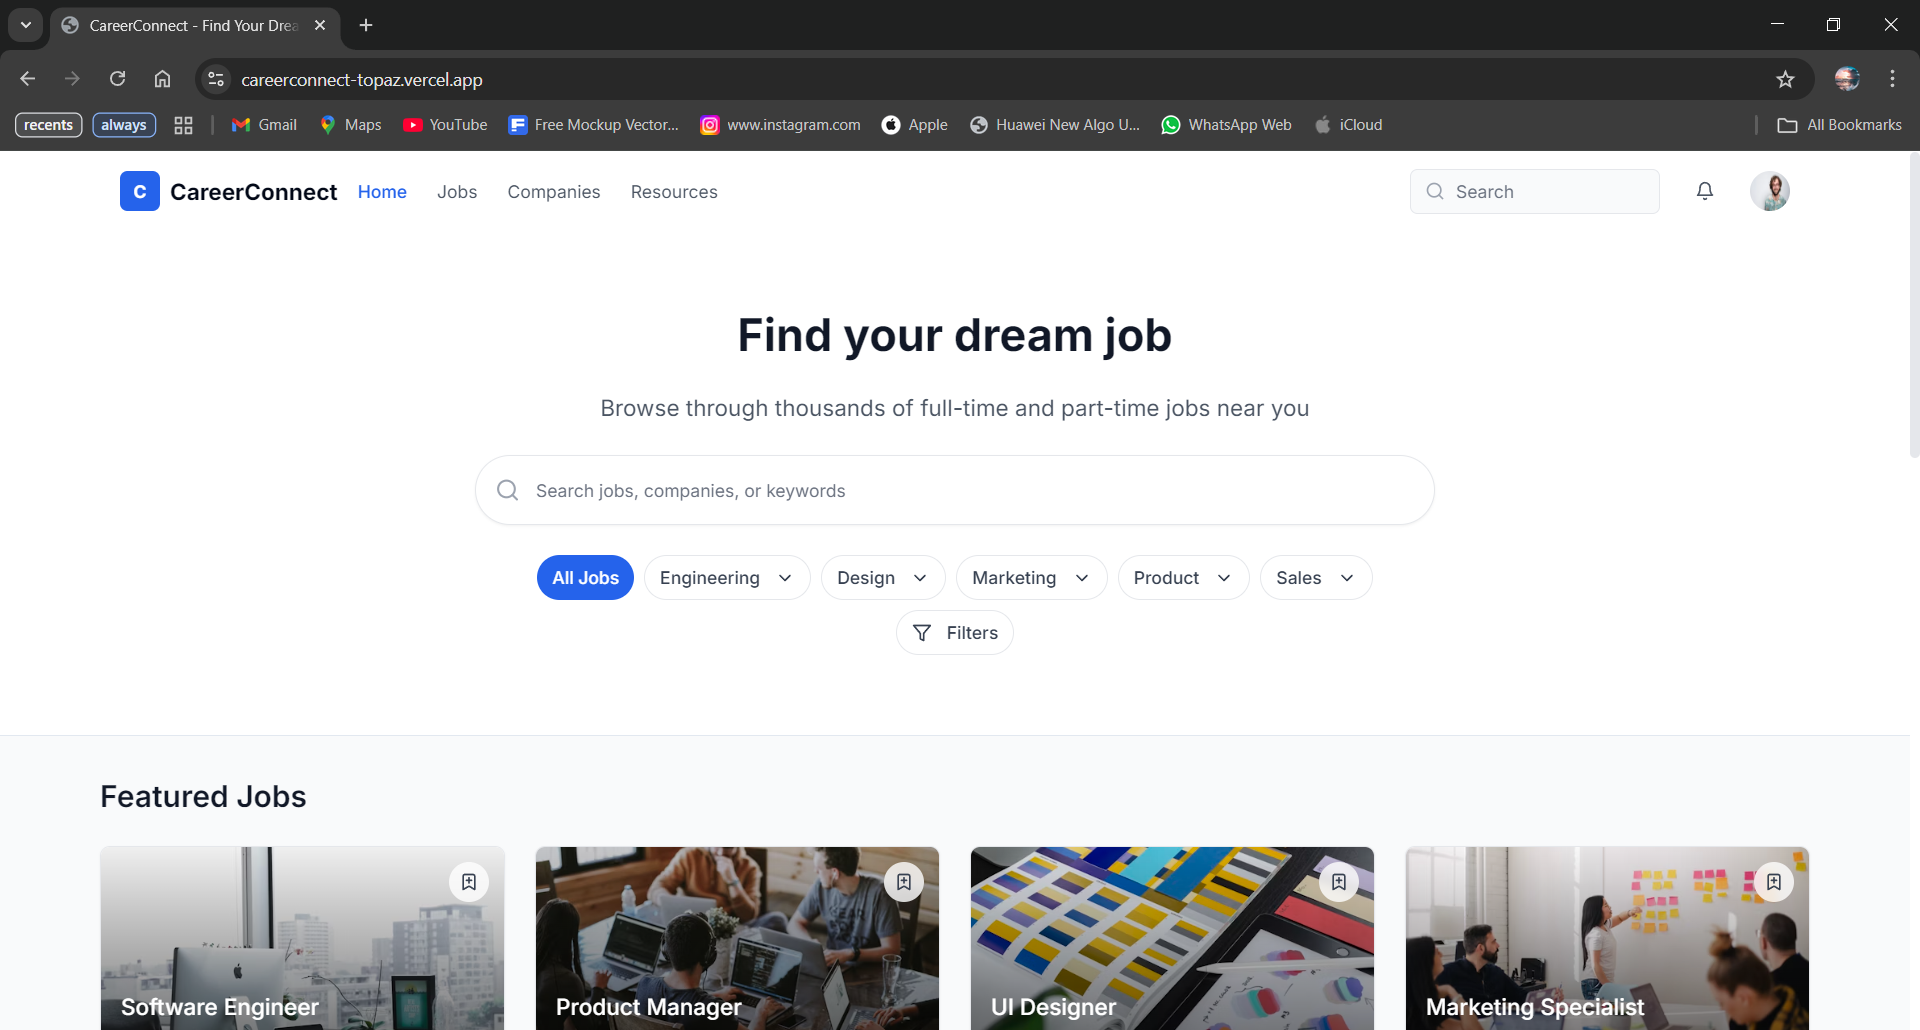 CareerConnect - Find Your Drea
careerconnect-topaz.vercel.app
recents always Gmail Maps YouTube Free Mockup Vector... www.instagram.com Apple Huawei New Algo U... WhatsApp Web iCloud All Bookmarks
C CareerConnect Home Jobs Companies Resources Search
Find your dream job
Browse through thousands of full-time and part-time jobs near you
Search jobs, companies, or keywords
All Jobs Engineering Design Marketing Product Sales
Filters
Featured Jobs
Software Engineer Product Manager UI Designer Marketing Specialist